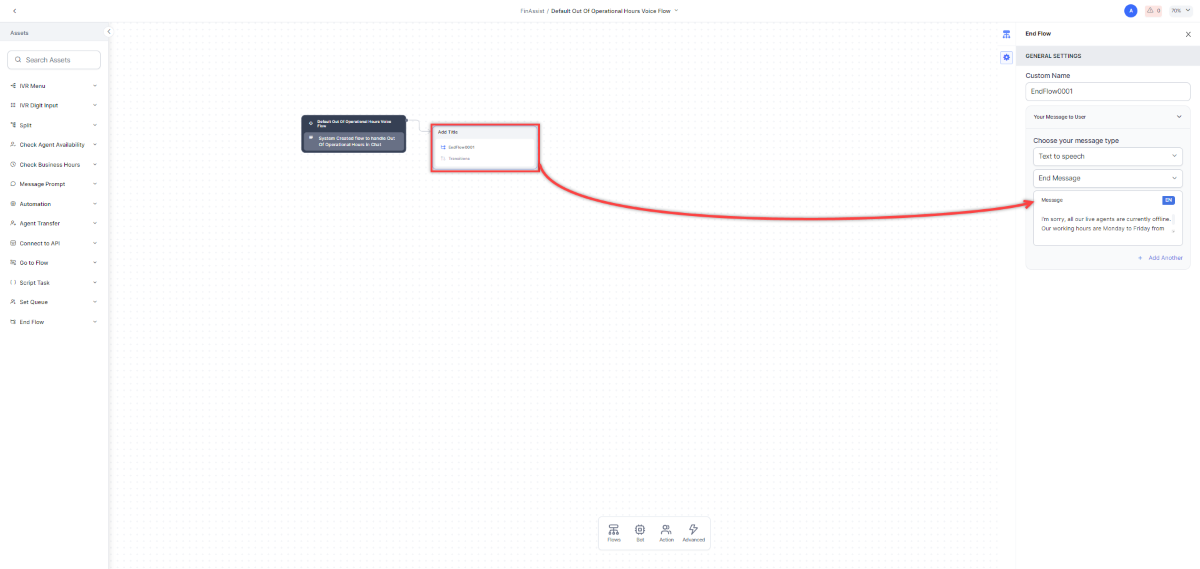 FinAssist / Default Out Of Operational Hours Voice Flow
A
0
70%
Assets
Search Assets
IVR Menu
IVR Digit Input
Split
Check Agent Availability
Check Business Hours
Message Prompt
Automation
Agent Transfer
Connect to API
Go to Flow
Script Task
Set Queue
End Flow
Default Out Of Operational Hours Voice
Flow
System Created flow to handle Out
Of Operational Hours in Chat
Add Title
EndFlow0001
Transitions
Flows
Bot
Action
Advanced
End Flow
GENERAL SETTINGS
Custom Name
EndFlow0001
Your Message to User
Choose your message type
Text to speech
End Message
Message
EN
I'm sorry, all our live agents are currently offline.
Our working hours are Monday to Friday from
+ Add Another